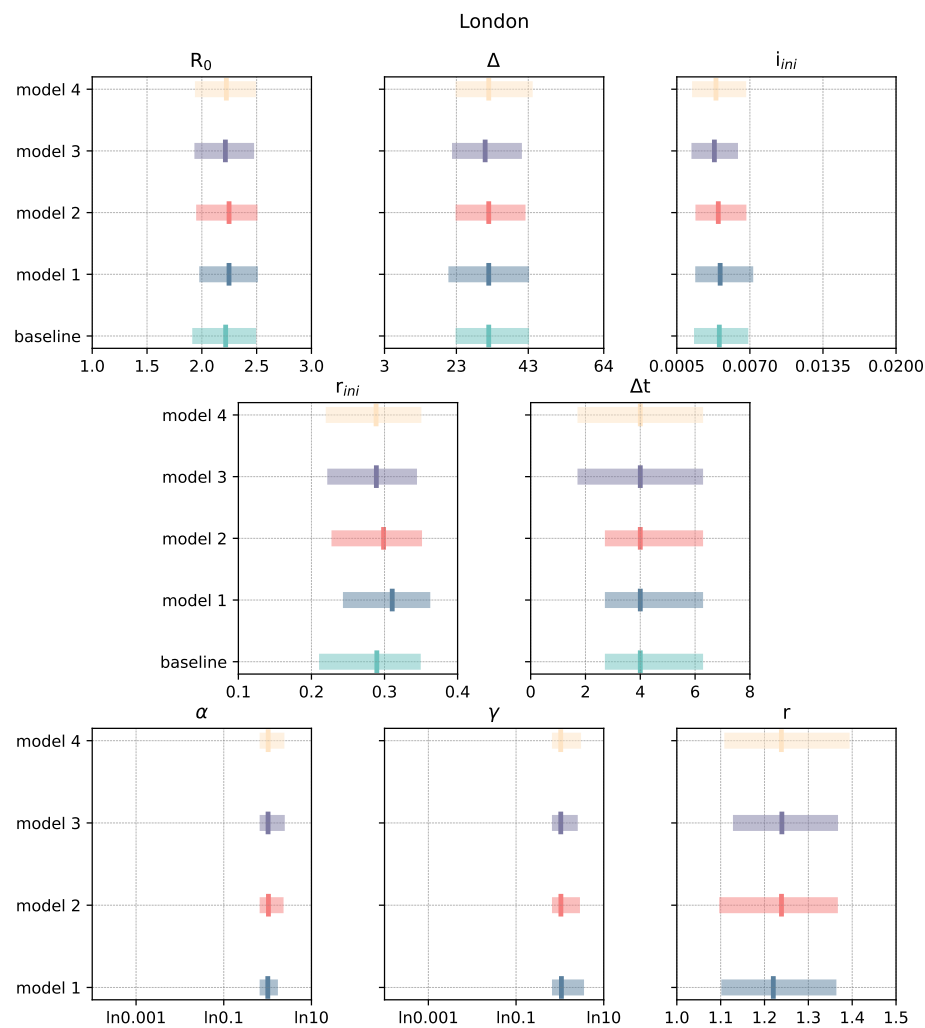 London
R₀ Δ i_ini
model 4
model 3
model 2
model 1
baseline
1.0 1.5 2.0 2.5 3.0 3 23 43 64 0.0005 0.0070 0.0135 0.0200
r_ini Δt
model 4
model 3
model 2
model 1
baseline
0.1 0.2 0.3 0.4 0 2 4 6 8
α γ r
model 4
model 3
model 2
model 1
ln0.001 ln0.1 ln10 ln0.001 ln0.1 ln10 1.0 1.1 1.2 1.3 1.4 1.5